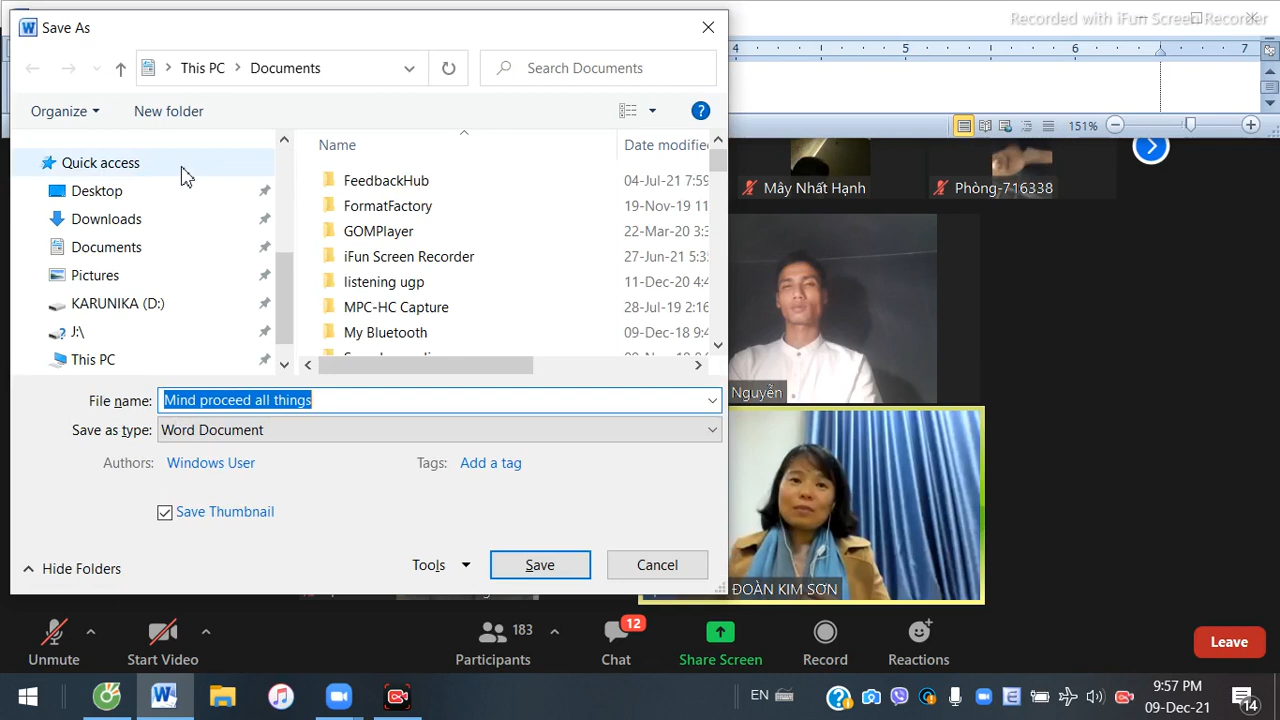 Save As
Recorded with iFun Screen Recorder
This PC
Documents
Search Documents
4
5
6
7
Organize
New folder
151%
Quick access
Desktop
Downloads
Documents
Pictures
KARUNIKA (D:)
J:\
This PC
Name
Date modified
FeedbackHub
04-Jul-21 7:59
FormatFactory
19-Nov-19 11
GOMPlayer
22-Mar-20 3:
iFun Screen Recorder
27-Jun-21 5:3
listening ugp
11-Dec-20 4:4
MPC-HC Capture
28-Jul-19 2:16
My Bluetooth
09-Dec-18 9:4
Mây Nhất Hạnh
Phòng-716338
Nguyễn
File name:
Mind proceed all things
Save as type:
Word Document
Authors:
Windows User
Tags:
Add a tag
Save Thumbnail
Hide Folders
Tools
Save
Cancel
ĐOÀN KIM SƠN
Unmute
Start Video
183
Participants
12
Chat
Share Screen
Record
Reactions
Leave
EN
9:57 PM
09-Dec-21
14